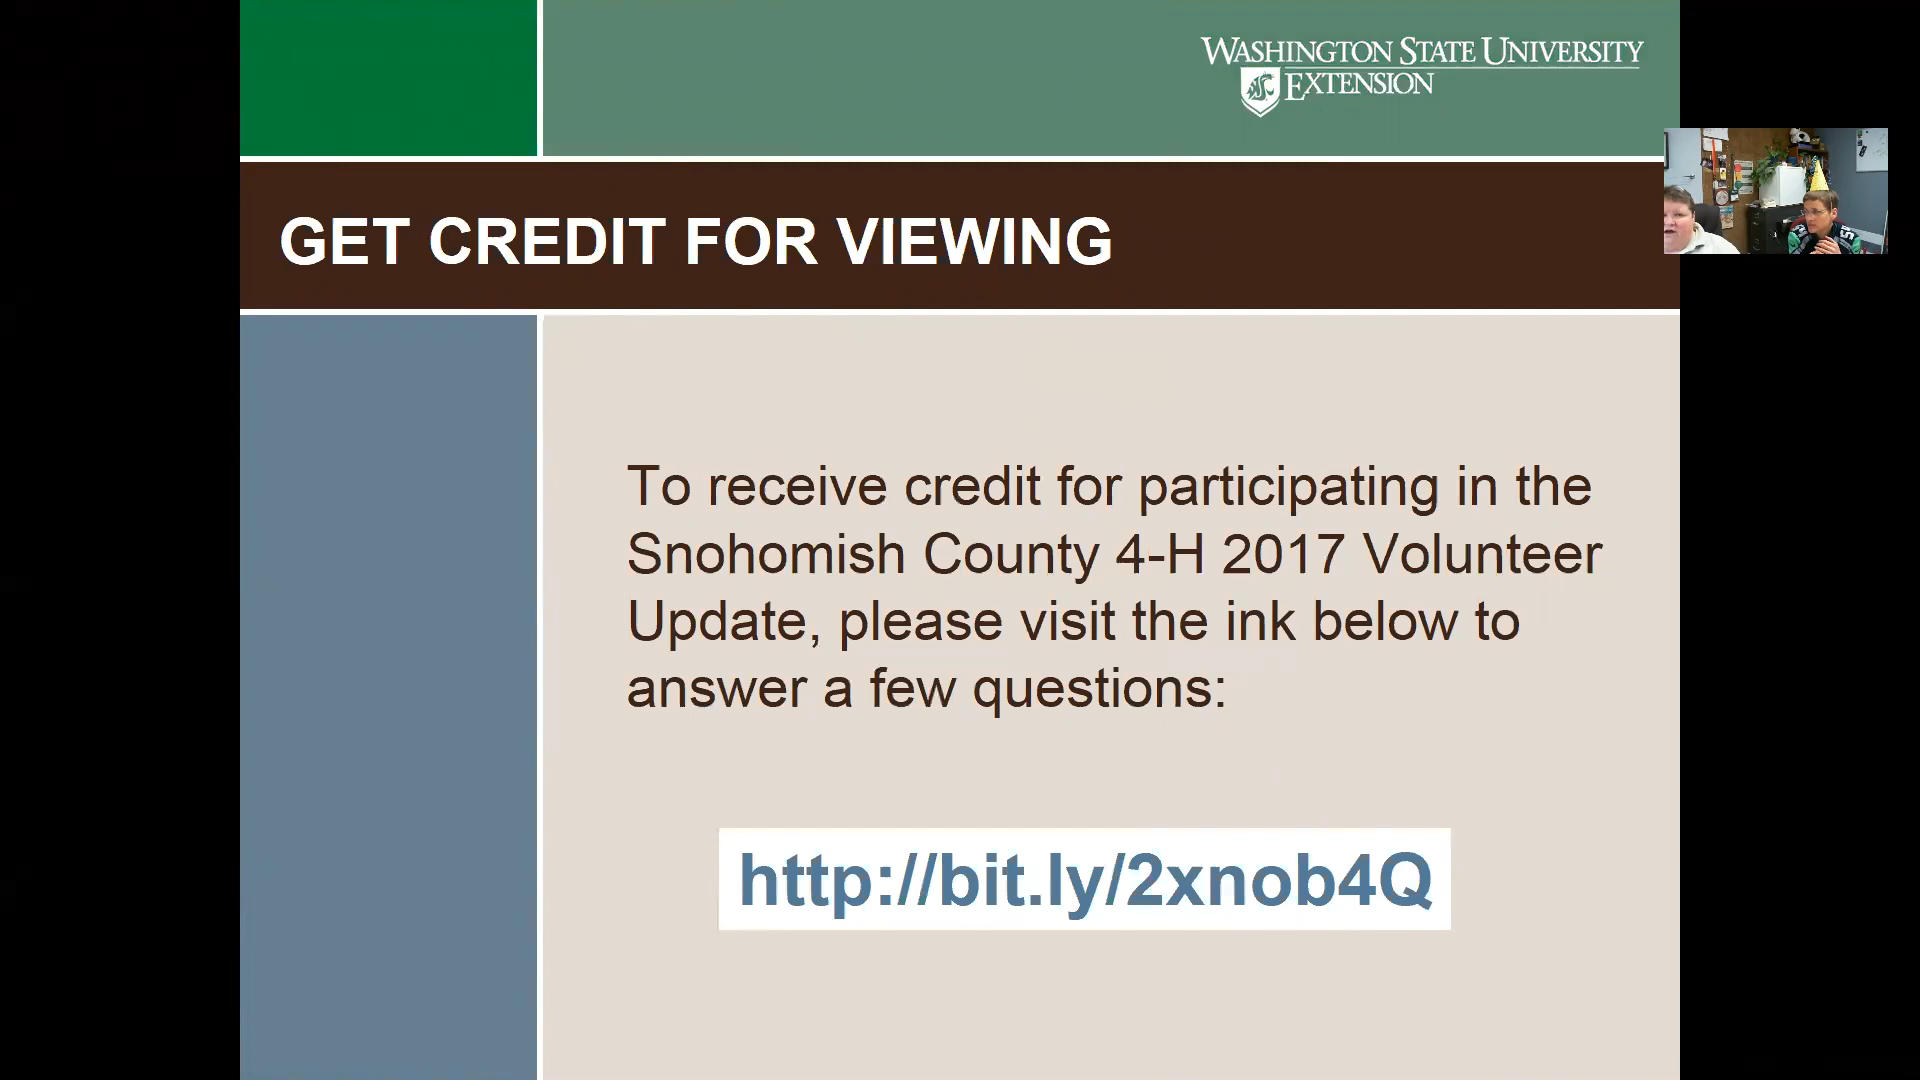 WASHINGTON STATE UNIVERSITY
EXTENSION
GET CREDIT FOR VIEWING
To receive credit for participating in the
Snohomish County 4-H 2017 Volunteer
Update, please visit the ink below to
answer a few questions:
http://bit.ly/2xnob4Q